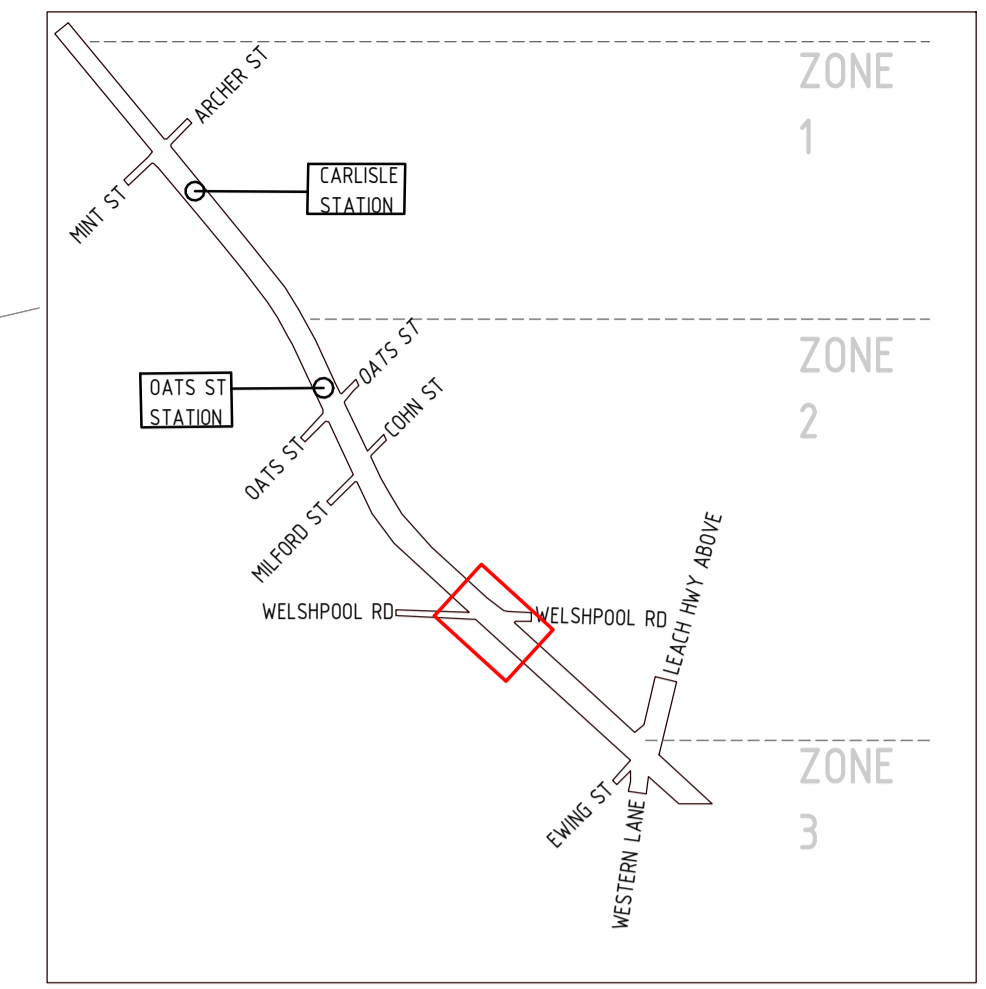 ARCHER ST
ZONE
1
MINT ST
CARLISLE
STATION
ZONE
2
OATS ST
OATS ST
STATION
COHN ST
OATS ST
MILFORD ST
WELSHPOOL RD
WELSHPOOL RD
LEACH HWY ABOVE
ZONE
3
EWING ST
WESTERN LANE